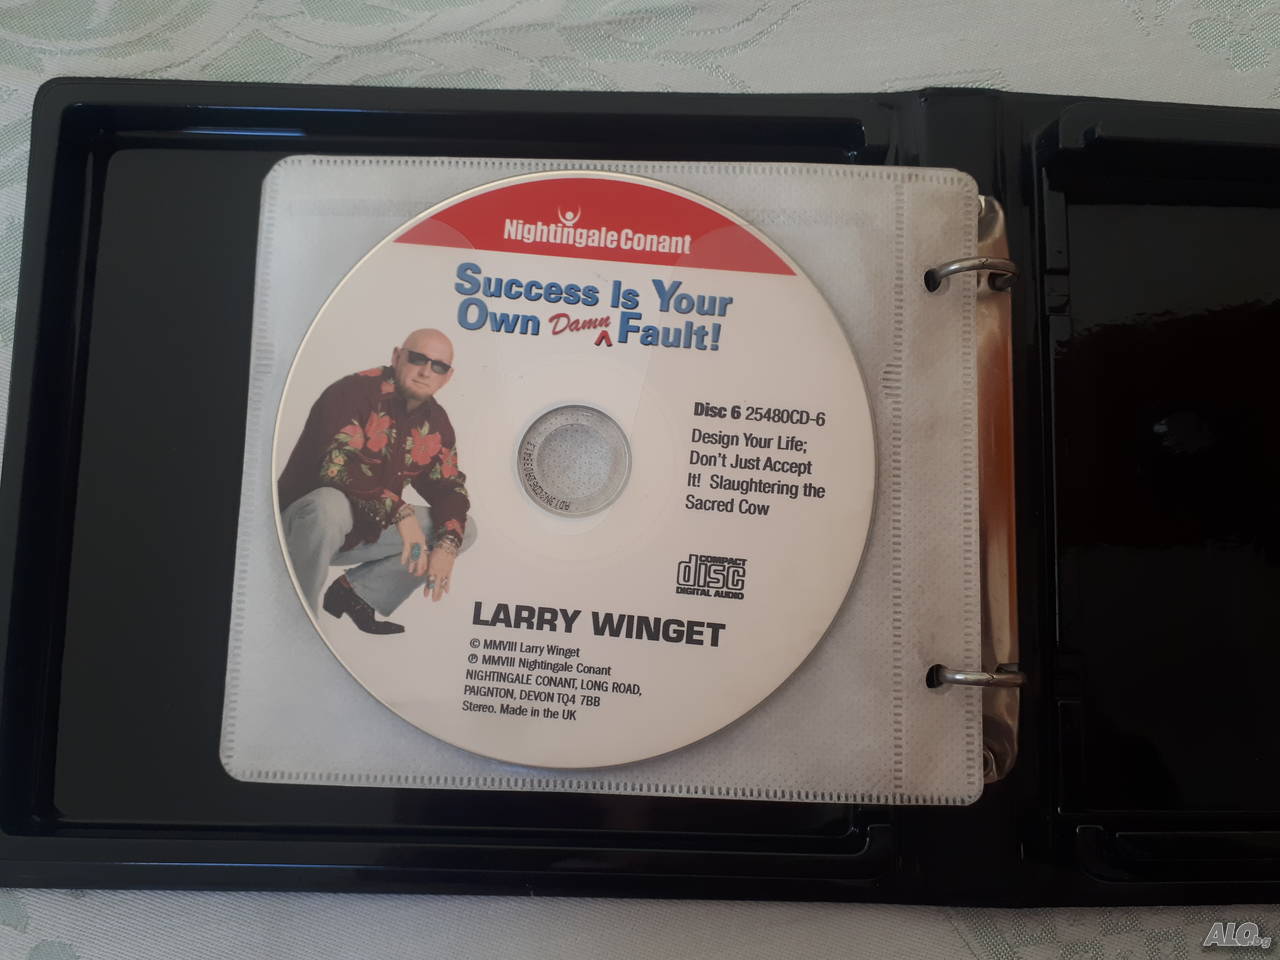 Nightingale Conant
Success Is Your
Own Damn Fault!
Disc 6 25480CD-6
Design Your Life;
Don't Just Accept
It! Slaughtering the
Sacred Cow
COMPACT
disc
DIGITAL AUDIO
LARRY WINGET
© MMVIII Larry Winget
℗ MMVIII Nightingale Conant
NIGHTINGALE CONANT, LONG ROAD,
PAIGNTON, DEVON TQ4 7BB
Stereo. Made in the UK
ALO.bg